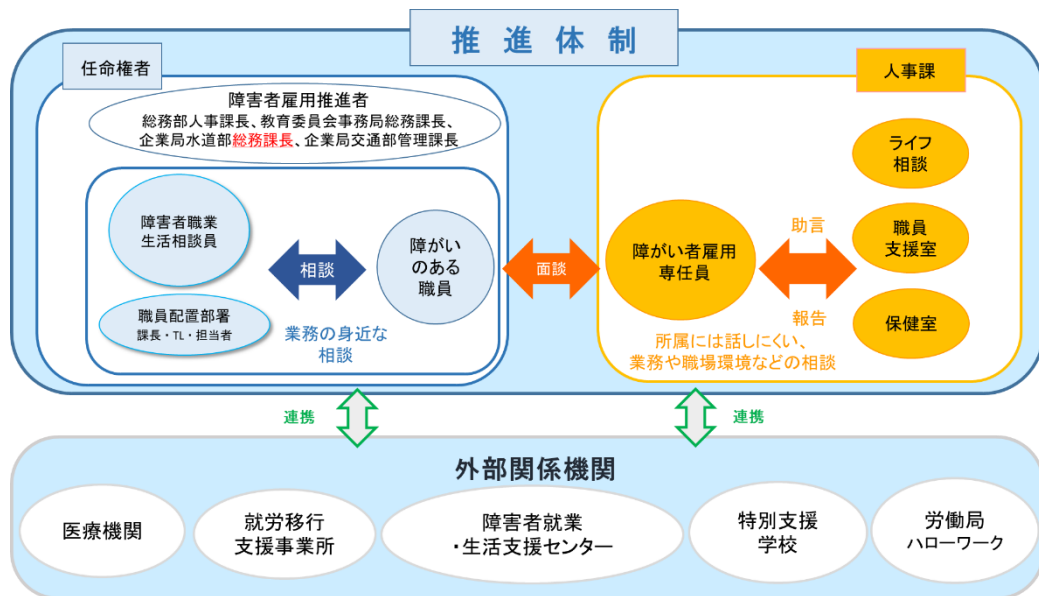 推進体制
任命権者
人事課
障害者雇用推進者
総務部人事課長、教育委員会事務局総務課長、
企業局水道部総務課長、企業局交通部管理課長
障害者職業
生活相談員
職員配置部署
課長・TL・担当者
相談
業務の身近な
相談
障がい
のある
職員
面談
障がい者雇用
専任員
所属には話しにくい、
業務や職場環境などの相談
助言
報告
ライフ
相談
職員
支援室
保健室
連携
連携
外部関係機関
医療機関
就労移行
支援事業所
障害者就業
・生活支援センター
特別支援
学校
労働局
ハローワーク